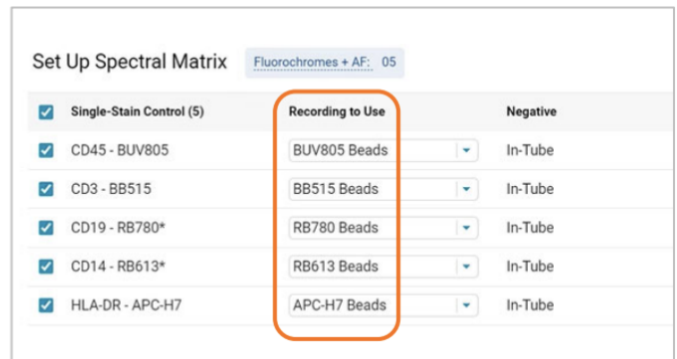 Set Up Spectral Matrix Fluorochromes + AF: 05
Single-Stain Control (5) Recording to Use Negative
CD45 - BUV805 BUV805 Beads In-Tube
CD3 - BB515 BB515 Beads In-Tube
CD19 - RB780* RB780 Beads In-Tube
CD14 - RB613* RB613 Beads In-Tube
HLA-DR - APC-H7 APC-H7 Beads In-Tube